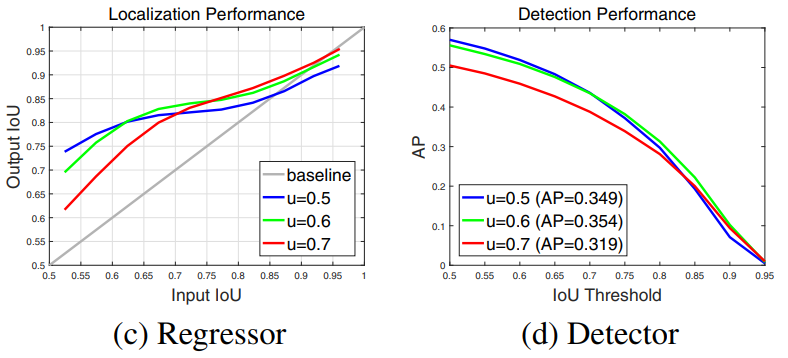 Localization Performance
1
0.95
0.9
0.85
0.8
0.75
0.7
0.65
0.6
0.55
0.5
Output IoU
baseline
u=0.5
u=0.6
u=0.7
0.5 0.55 0.6 0.65 0.7 0.75 0.8 0.85 0.9 0.95 1
Input IoU
(c) Regressor
Detection Performance
0.6
0.5
0.4
0.3
0.2
0.1
0
AP
u=0.5 (AP=0.349)
u=0.6 (AP=0.354)
u=0.7 (AP=0.319)
0.5 0.55 0.6 0.65 0.7 0.75 0.8 0.85 0.9 0.95
IoU Threshold
(d) Detector